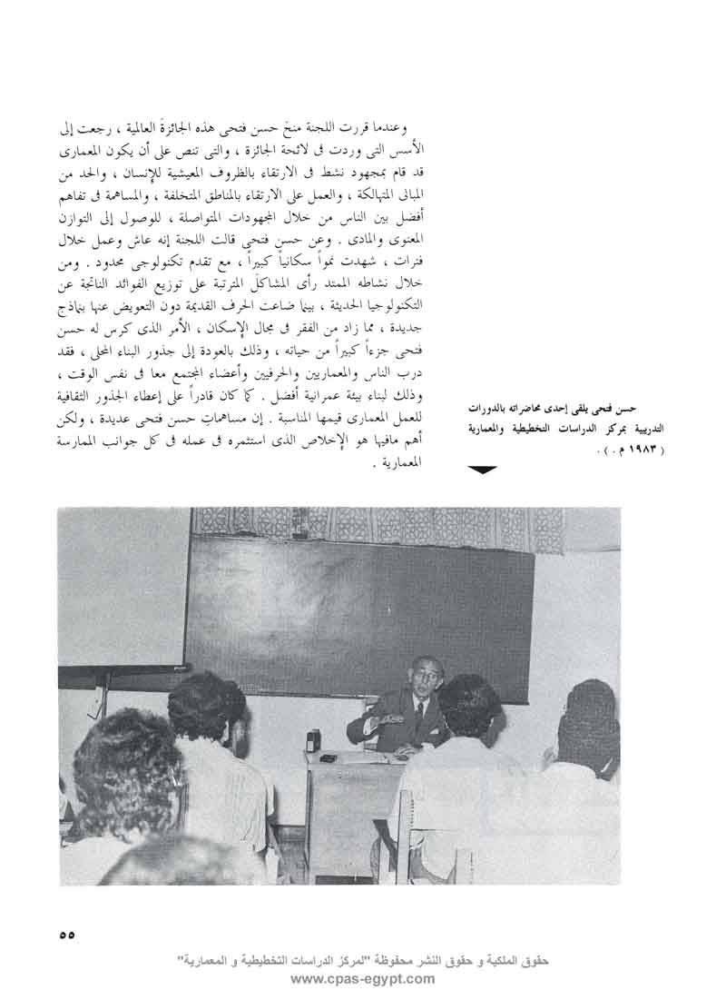 وعندما قررت اللجنة منحَ حسن فتحى هذه الجائزةَ العالمية ، رجعت إلى
الأسس التى وردت فى لائحة الجائزة ، والتى تنص على أن يكون المعمارى
قد قام بمجهود نشط فى الارتقاء بالظروف المعيشية للإنسان ، والحد من
المبانى المتهالكة ، والعمل على الارتقاء بالمناطق المتخلفة ، والمساهمة فى تفاهم
أفضل بين الناس من خلال المجهودات المتواصلة ، للوصول إلى التوازن
المعنوى والمادى . وعن حسن فتحى قالت اللجنة إنه عاش وعمل خلال
فترات ، شهدت نمواً سكانياً كبيراً ، مع تقدم تكنولوجى محدود . ومن
خلال نشاطه الممتد رأى المشاكلَ المترتبة على توزيع الفوائد الناتجة عن
التكنولوجيا الحديثة ، بينما ضاعت الحرف القديمة دون التعويض عنها بنماذج
جديدة ، مما زاد من الفقر فى مجال الإسكان ، الأمر الذى كرس له حسن
فتحى جزءاً كبيراً من حياته ، وذلك بالعودة إلى جذور البناء المحلى ، فقد
درب الناس والمعماريين والحرفيين وأعضاء المجتمع معا فى نفس الوقت ،
وذلك لبناء بيئة عمرانية أفضل . كما كان قادراً على إعطاء الجذور الثقافية
للعمل المعمارى قيمها المناسبة . إن مساهماتِ حسن فتحى عديدة ، ولكن
أهم مافيها هو الإخلاص الذى استثمره فى عمله فى كل جوانب الممارسة
المعمارية .
حسن فتحى يلقى إحدى محاضراته بالدورات
التدريبية بمركز الدراسات التخطيطية والمعمارية
( ١٩٨٣ م . ) .
٥٥
حقوق الملكية و حقوق النشر محفوظة "لمركز الدراسات التخطيطية و المعمارية"
www.cpas-egypt.com